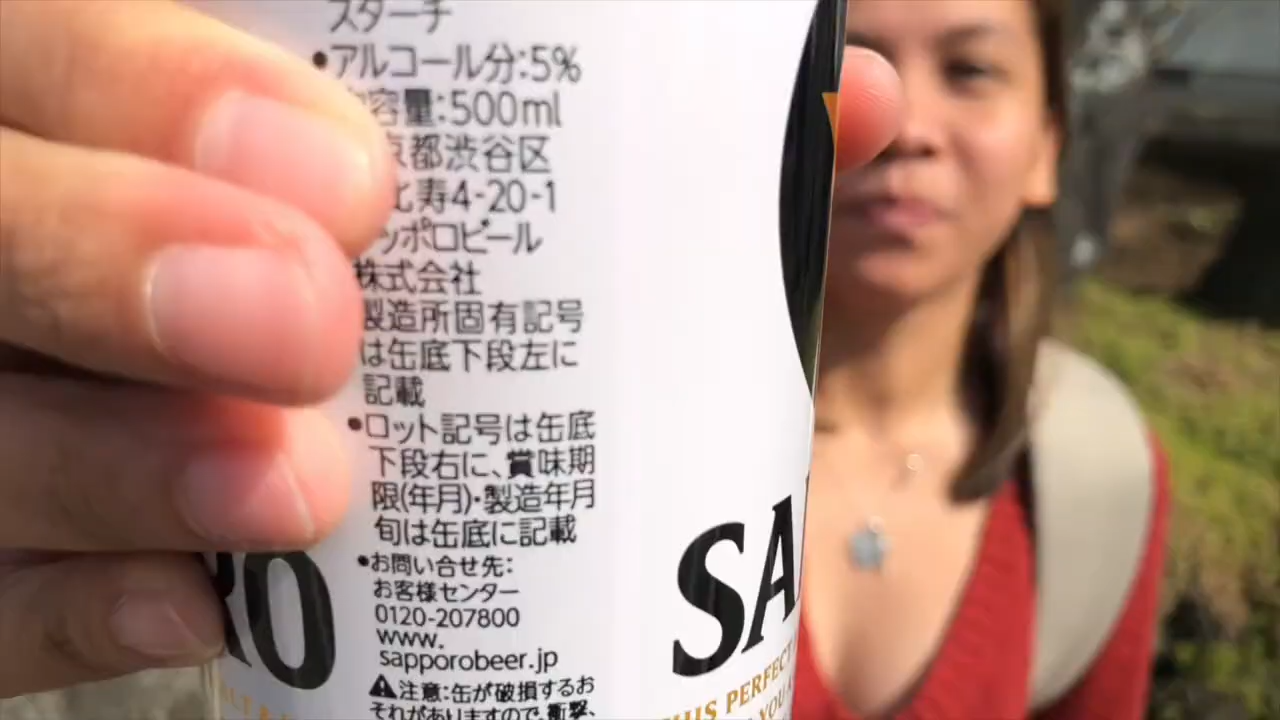 スターチ
•アルコール分:5%
容量:500ml
都渋谷区
比寿4-20-1
ッポロビール
株式会社
製造所固有記号
は缶底下段左に
記載
•ロット記号は缶底
下段右に、賞味期
限(年月)・製造年月
旬は缶底に記載
•お問い合せ先:
お客様センター
0120-207800
www.
sapporobeer.jp
⚠注意:缶が破損するお
それがありますので、衝撃、
RO
SA
THIS PERFECT
YOU